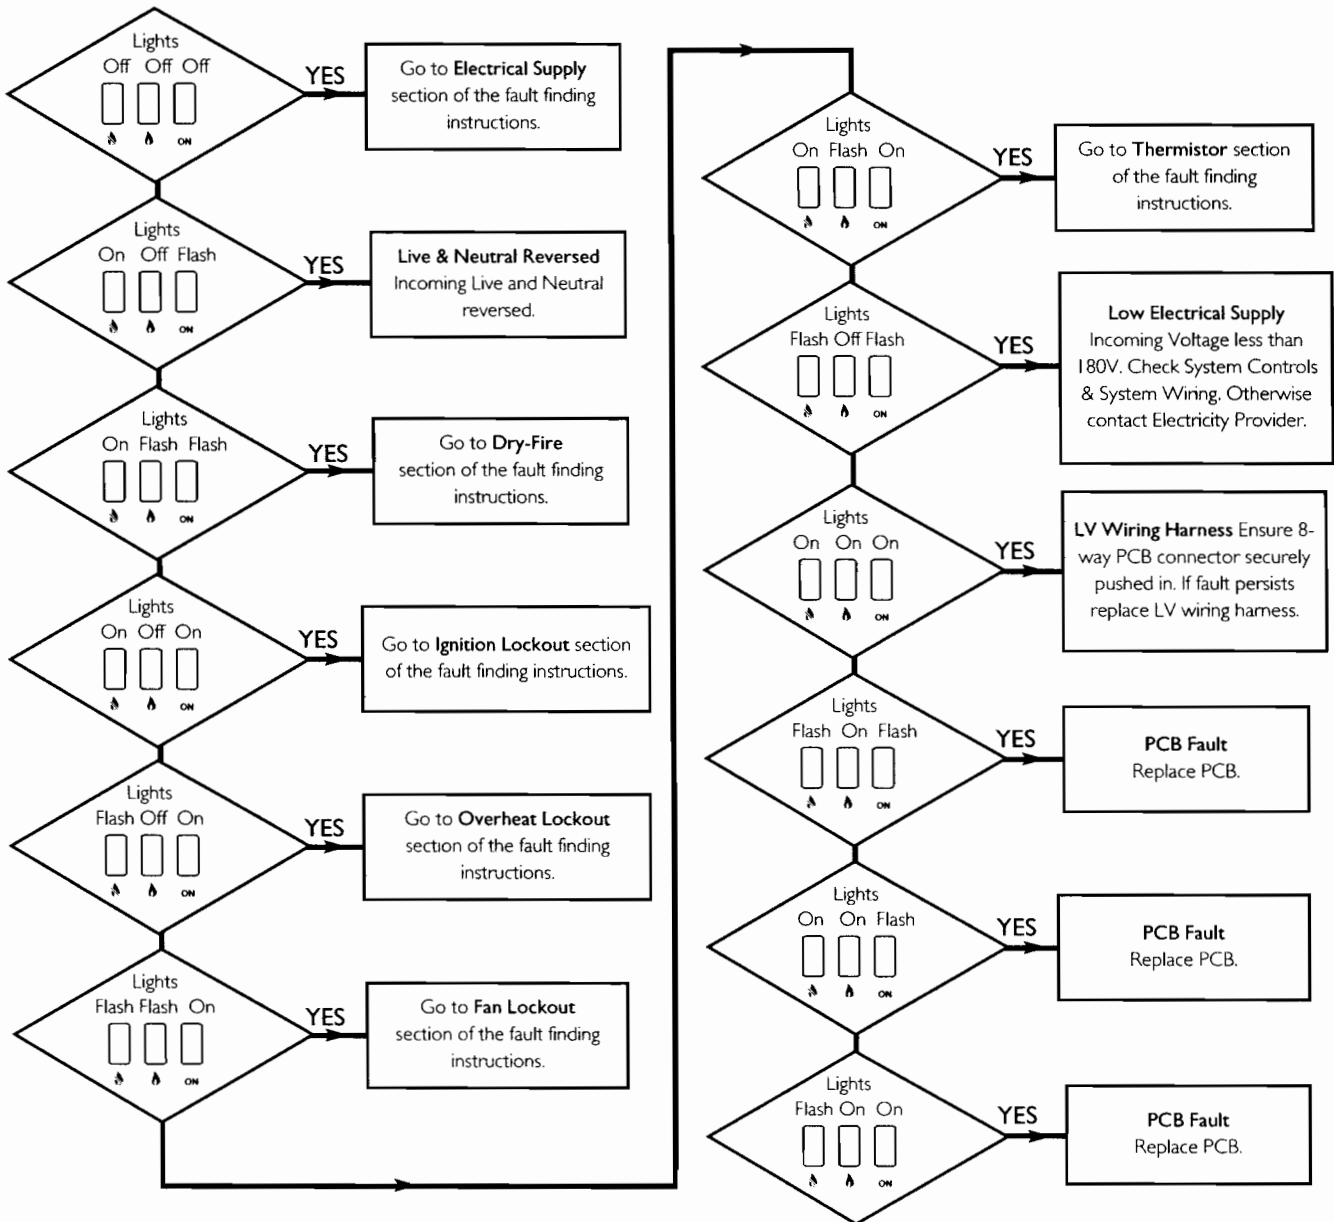 Lights
Off Off Off
ON
YES
Go to Electrical Supply
section of the fault finding
instructions.
Lights
On Off Flash
ON
YES
Live & Neutral Reversed
Incoming Live and Neutral
reversed.
Lights
On Flash Flash
ON
YES
Go to Dry-Fire
section of the fault finding
instructions.
Lights
On Off On
ON
YES
Go to Ignition Lockout section
of the fault finding instructions.
Lights
Flash Off On
ON
YES
Go to Overheat Lockout
section of the fault finding
instructions.
Lights
Flash Flash On
ON
YES
Go to Fan Lockout
section of the fault finding
instructions.
Lights
On Flash On
ON
YES
Go to Thermistor section
of the fault finding
instructions.
Lights
Flash Off Flash
ON
YES
Low Electrical Supply
Incoming Voltage less than
180V. Check System Controls
& System Wiring. Otherwise
contact Electricity Provider.
Lights
On On On
ON
YES
LV Wiring Harness Ensure 8-
way PCB connector securely
pushed in. If fault persists
replace LV wiring harness.
Lights
Flash On Flash
ON
YES
PCB Fault
Replace PCB.
Lights
On On Flash
ON
YES
PCB Fault
Replace PCB.
Lights
Flash On On
ON
YES
PCB Fault
Replace PCB.